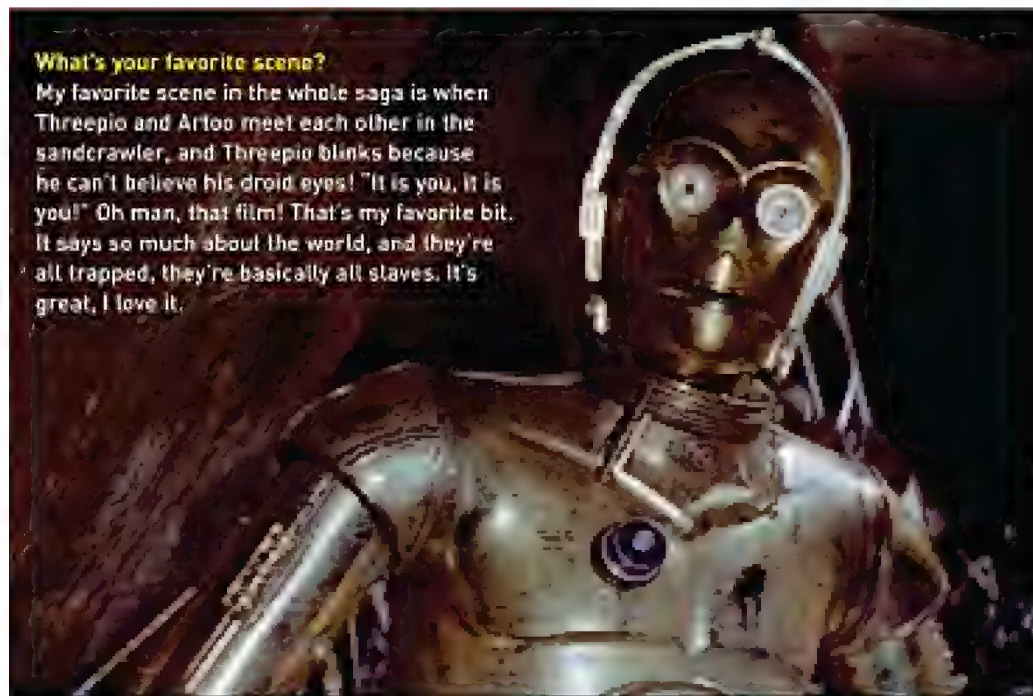 What's your favorite scene?
My favorite scene in the whole saga is when
Threepio and Artoo meet each other in the
sandcrawler, and Threepio blinks because
he can't believe his droid eyes! "It is you, it is
you!" Oh man, that film! That's my favorite bit.
It says so much about the world, and they're
all trapped, they're basically all slaves. It's
great, I love it.